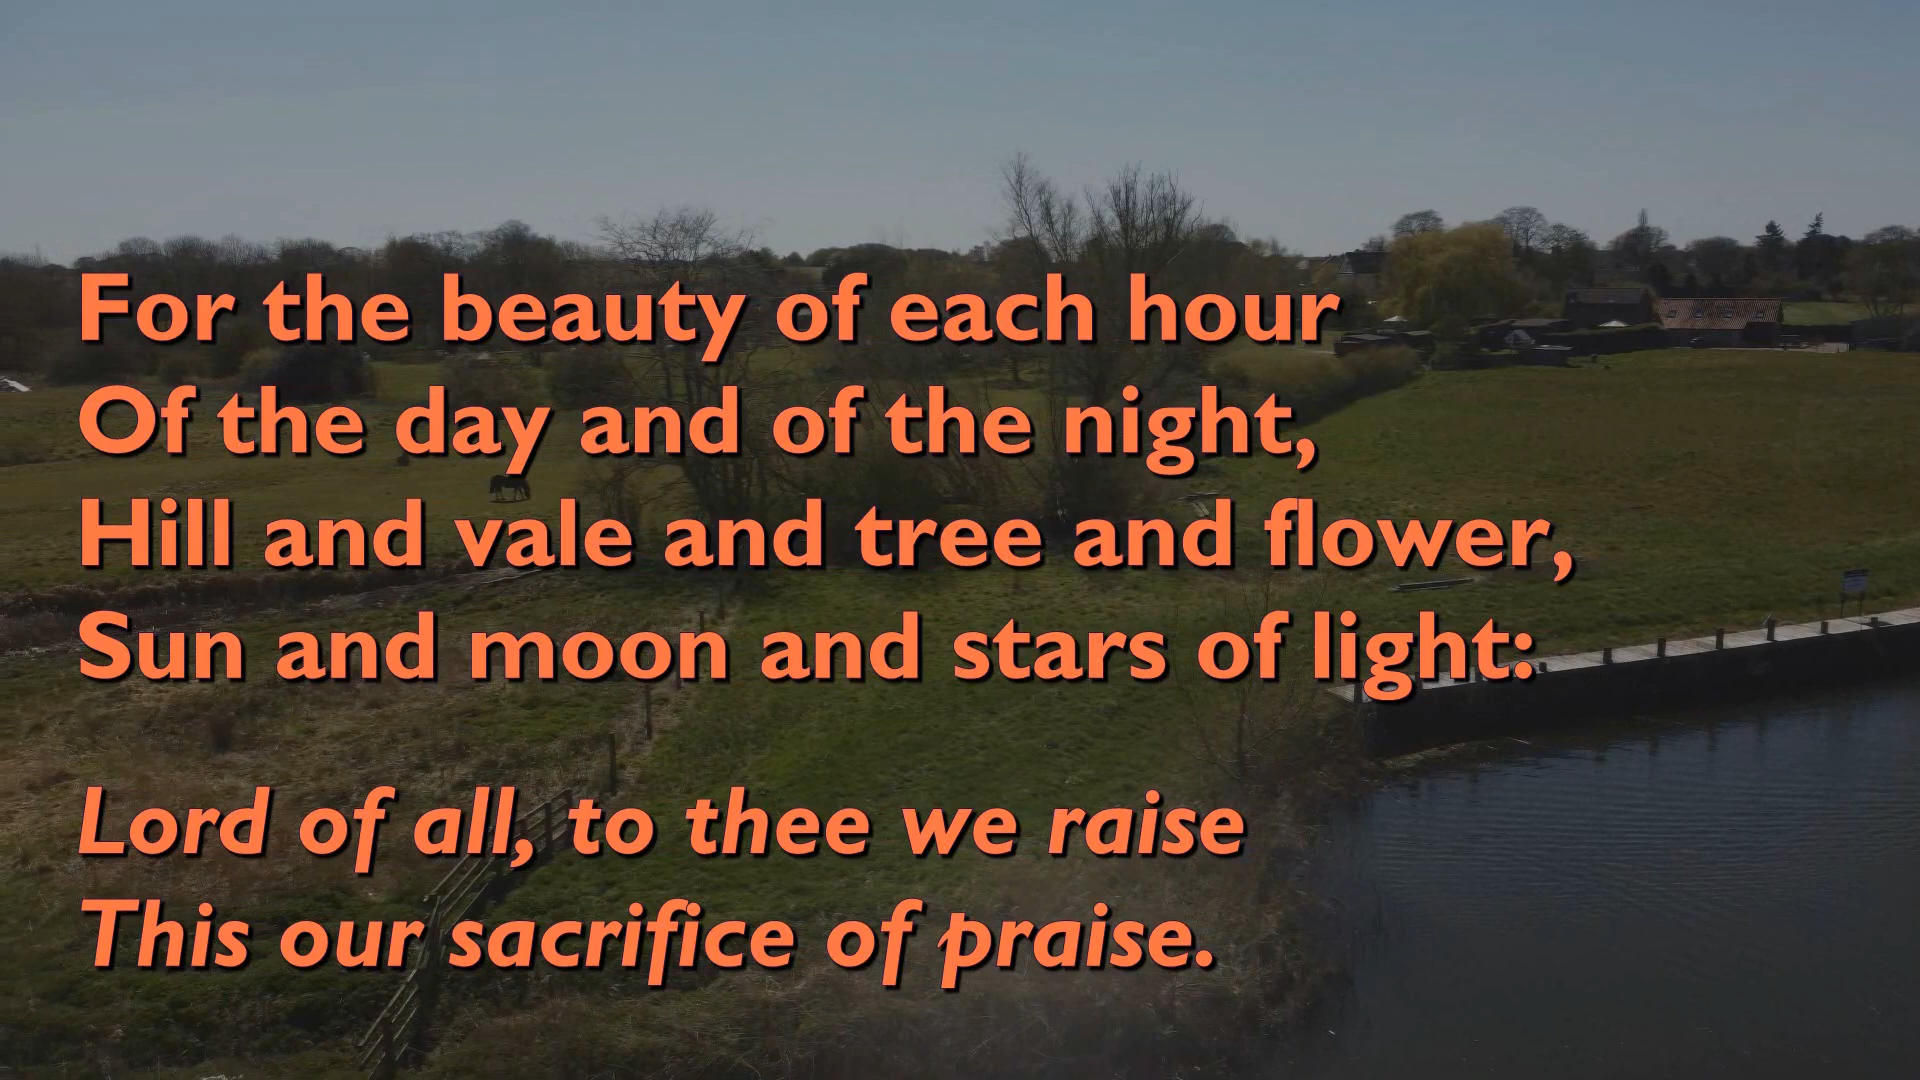 For the beauty of each hour
Of the day and of the night,
Hill and vale and tree and flower,
Sun and moon and stars of light:
Lord of all, to thee we raise
This our sacrifice of praise.